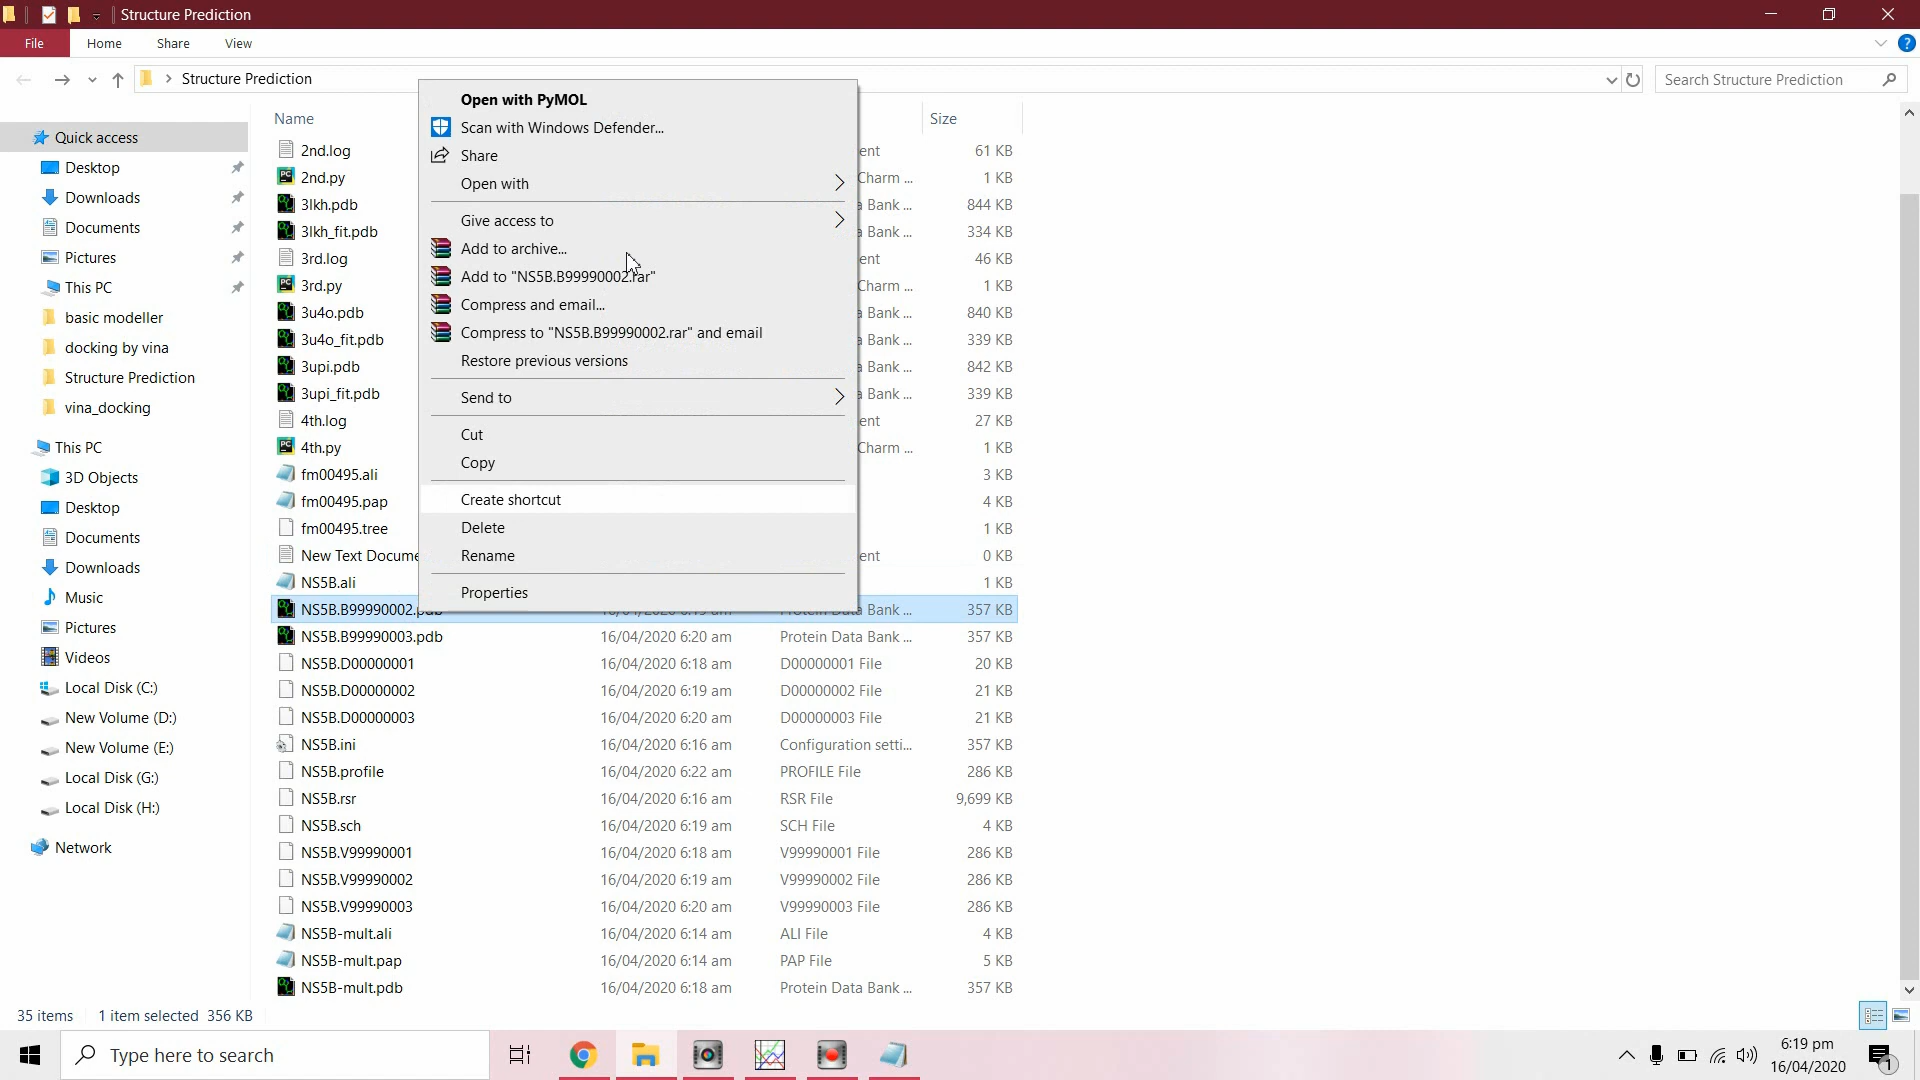 Structure Prediction
File Home Share View
Structure Prediction
Search Structure Prediction
Name Size
Quick access
Desktop
Downloads
Documents
Pictures
This PC
basic modeller
docking by vina
Structure Prediction
vina_docking
This PC
3D Objects
Desktop
Documents
Downloads
Music
Pictures
Videos
Local Disk (C:)
New Volume (D:)
New Volume (E:)
Local Disk (G:)
Local Disk (H:)
Network
2nd.log ent 61 KB
2nd.py Charm ... 1 KB
3lkh.pdb a Bank ... 844 KB
3lkh_fit.pdb a Bank ... 334 KB
3rd.log ent 46 KB
3rd.py Charm ... 1 KB
3u4o.pdb a Bank ... 840 KB
3u4o_fit.pdb a Bank ... 339 KB
3upi.pdb a Bank ... 842 KB
3upi_fit.pdb a Bank ... 339 KB
4th.log ent 27 KB
4th.py Charm ... 1 KB
fm00495.ali 3 KB
fm00495.pap 4 KB
fm00495.tree 1 KB
New Text Docume ent 0 KB
NS5B.ali 1 KB
NS5B.B99990002.pdb 16/04/2020 6:19 am Protein Data Bank ... 357 KB
NS5B.B99990003.pdb 16/04/2020 6:20 am Protein Data Bank ... 357 KB
NS5B.D00000001 16/04/2020 6:18 am D00000001 File 20 KB
NS5B.D00000002 16/04/2020 6:19 am D00000002 File 21 KB
NS5B.D00000003 16/04/2020 6:20 am D00000003 File 21 KB
NS5B.ini 16/04/2020 6:16 am Configuration setti... 357 KB
NS5B.profile 16/04/2020 6:22 am PROFILE File 286 KB
NS5B.rsr 16/04/2020 6:16 am RSR File 9,699 KB
NS5B.sch 16/04/2020 6:19 am SCH File 4 KB
NS5B.V99990001 16/04/2020 6:18 am V99990001 File 286 KB
NS5B.V99990002 16/04/2020 6:19 am V99990002 File 286 KB
NS5B.V99990003 16/04/2020 6:20 am V99990003 File 286 KB
NS5B-mult.ali 16/04/2020 6:14 am ALI File 4 KB
NS5B-mult.pap 16/04/2020 6:14 am PAP File 5 KB
NS5B-mult.pdb 16/04/2020 6:18 am Protein Data Bank ... 357 KB
Open with PyMOL
Scan with Windows Defender...
Share
Open with
Give access to
Add to archive...
Add to "NS5B.B99990002.rar"
Compress and email...
Compress to "NS5B.B99990002.rar" and email
Restore previous versions
Send to
Cut
Copy
Create shortcut
Delete
Rename
Properties
35 items 1 item selected 356 KB
Type here to search
6:19 pm
16/04/2020
1